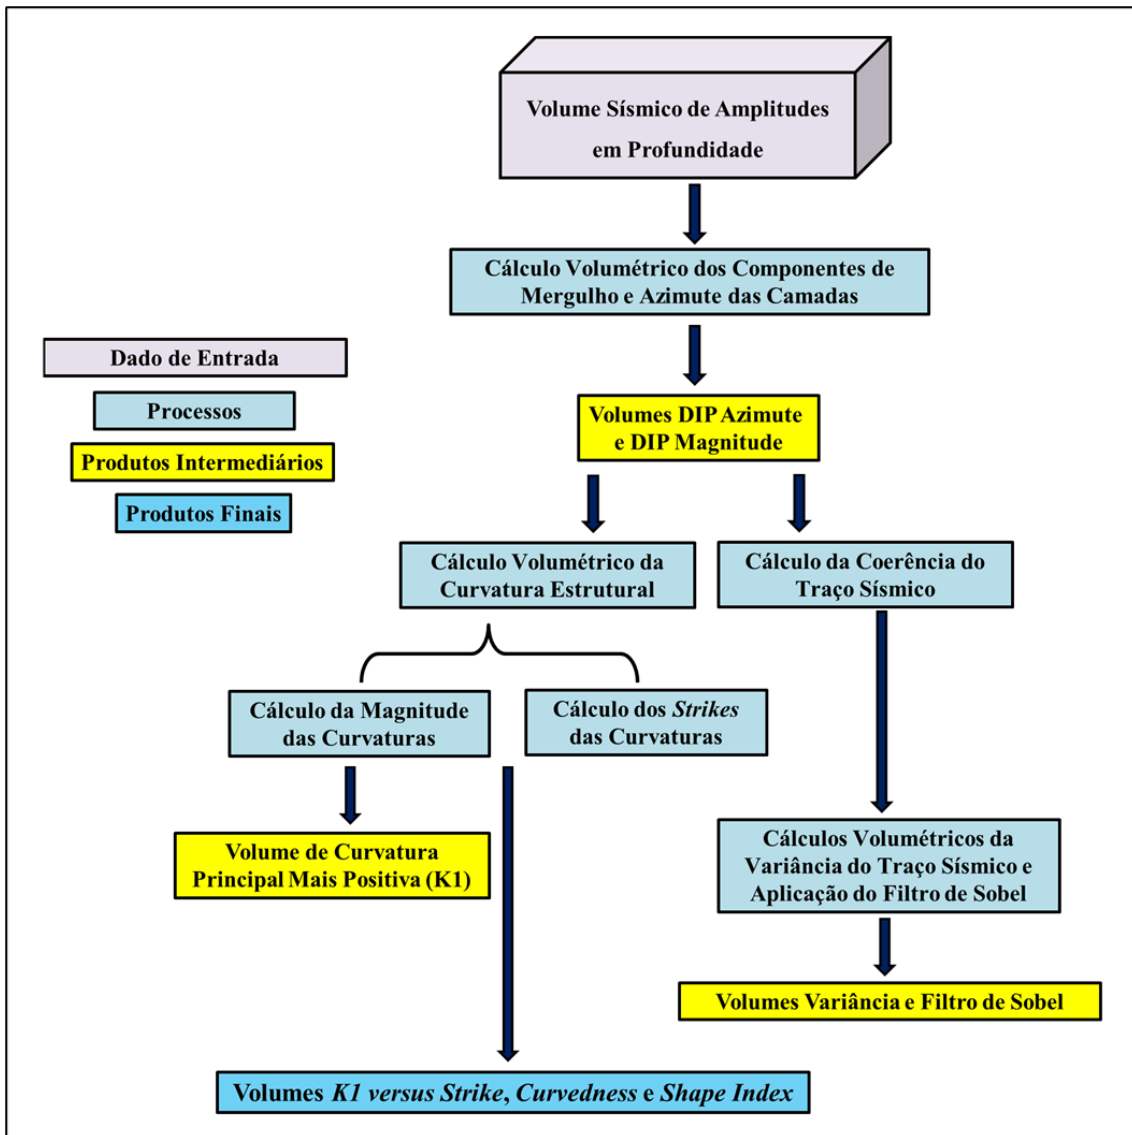 Volume Sísmico de Amplitudes
em Profundidade
Cálculo Volumétrico dos Componentes de
Mergulho e Azimute das Camadas
Dado de Entrada
Processos
Produtos Intermediários
Produtos Finais
Volumes DIP Azimute
e DIP Magnitude
Cálculo Volumétrico da
Curvatura Estrutural
Cálculo da Coerência do
Traço Sísmico
Cálculo da Magnitude
das Curvaturas
Cálculo dos Strikes
das Curvaturas
Volume de Curvatura
Principal Mais Positiva (K1)
Cálculos Volumétricos da
Variância do Traço Sísmico e
Aplicação do Filtro de Sobel
Volumes Variância e Filtro de Sobel
Volumes K1 versus Strike, Curvedness e Shape Index